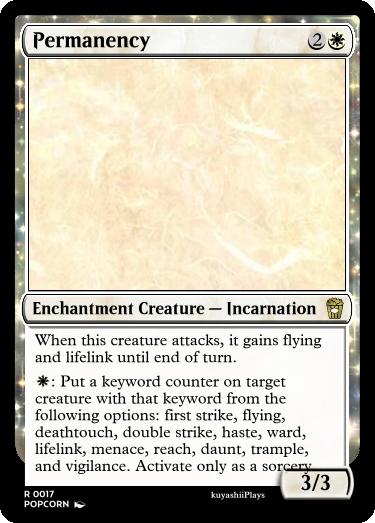 Permanency 2
Enchantment Creature — Incarnation
When this creature attacks, it gains flying
and lifelink until end of turn.
: Put a keyword counter on target
creature with that keyword from the
following options: first strike, flying,
deathtouch, double strike, haste, ward,
lifelink, menace, reach, daunt, trample,
and vigilance. Activate only as a sorcery.
3/3
R 0017
POPCORN
kuyashiiPlays